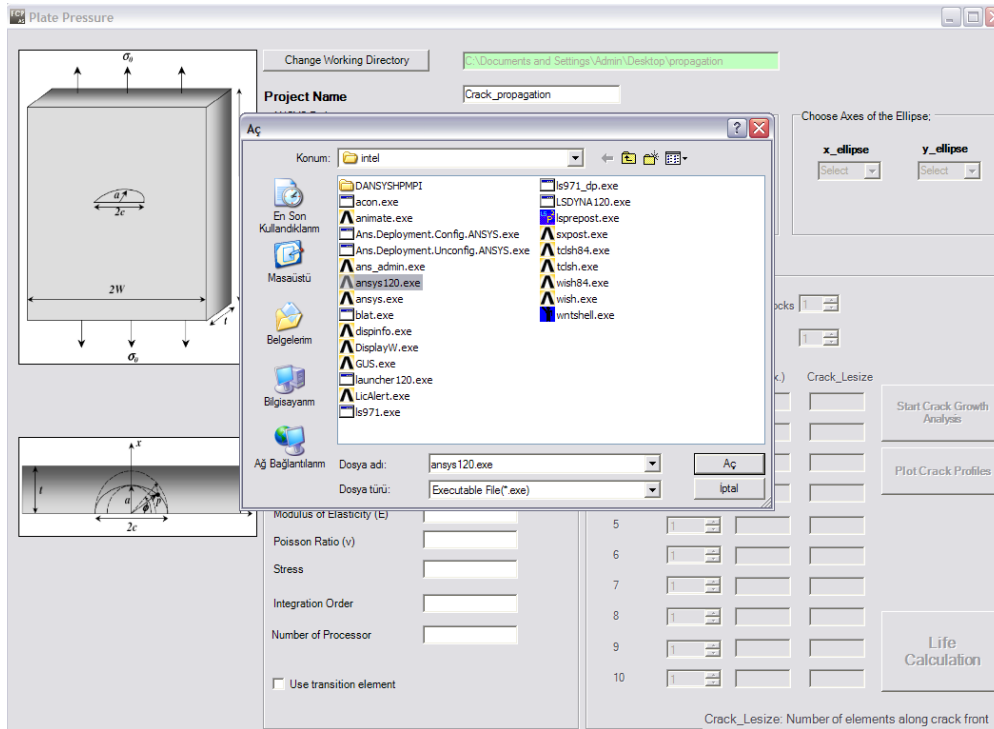 Plate Pressure
σ₀
a
2c
2W
t
σ₀
x
t
a
ρ
ϕ
2c
Change Working Directory
C:\Documents and Settings\Admin\Desktop\propagation
Project Name
Crack_propagation
Choose Axes of the Ellipse;
x_ellipse
y_ellipse
Select
Select
Aç
Konum:
intel
En Son Kullandıklarım
Masaüstü
Belgelerim
Bilgisayarım
Ağ Bağlantılarım
DANSYSHPMPI
acon.exe
animate.exe
Ans.Deployment.Config.ANSYS.exe
Ans.Deployment.Unconfig.ANSYS.exe
ans_admin.exe
ansys120.exe
ansys.exe
blat.exe
dispinfo.exe
DisplayW.exe
GUS.exe
launcher120.exe
LicAlert.exe
ls971.exe
ls971_dp.exe
LSDYNA120.exe
lsprepost.exe
sxpost.exe
tclsh84.exe
tclsh.exe
wish84.exe
wish.exe
wntshell.exe
Dosya adı:
ansys120.exe
Aç
Dosya türü:
Executable File(*.exe)
İptal
1
1
Crack_Lesize
Start Crack Growth
Analysis
Plot Crack Profiles
Modulus of Elasticity (E)
Poisson Ratio (v)
Stress
Integration Order
Number of Processor
Use transition element
5
1
6
1
7
1
8
1
9
1
10
1
Life
Calculation
Crack_Lesize: Number of elements along crack front